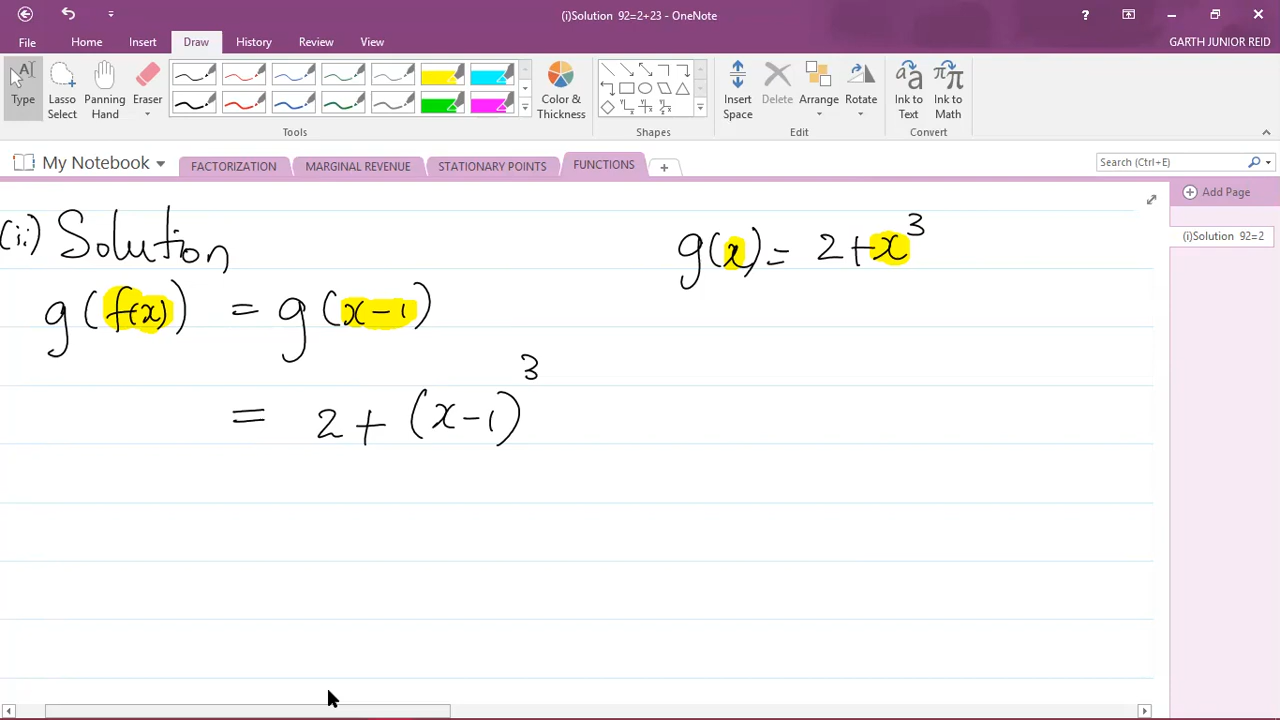 (i)Solution 92=2+23 - OneNote
File Home Insert Draw History Review View
GARTH JUNIOR REID
Type
Lasso Select
Panning Hand
Eraser
Color & Thickness
Insert Space
Delete
Arrange
Rotate
Ink to Text
Ink to Math
Tools
Shapes
Edit
Convert
My Notebook
FACTORIZATION
MARGINAL REVENUE
STATIONARY POINTS
FUNCTIONS
Search (Ctrl+E)
Add Page
(i)Solution 92=2
(ii) Solution
g(x) = 2+x³
g(f(x)) = g(x-1)
= 2+(x-1)³